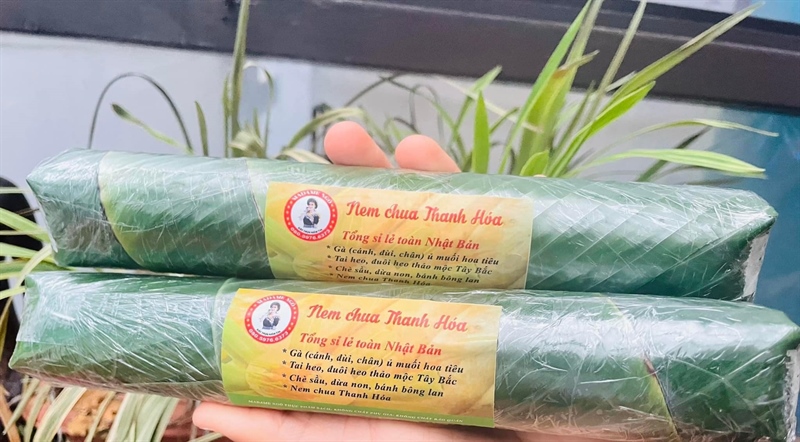 Nem chua Thanh Hóa
Tổng sỉ lẻ toàn Nhật Bản
* Gà (cánh, đùi, chân) ủ muối hoa tiêu
* Tai heo, đuôi heo thảo mộc Tây Bắc
* Chè sầu, dừa non, bánh bông lan
Nem chua Thanh Hóa
Nem chua Thanh Hóa
Tổng sỉ lẻ toàn Nhật Bản
* Gà (cánh, đùi, chân) ủ muối hoa tiêu
* Tai heo, đuôi heo thảo mộc Tây Bắc
* Chè sầu, dừa non, bánh bông lan
* Nem chua Thanh Hóa